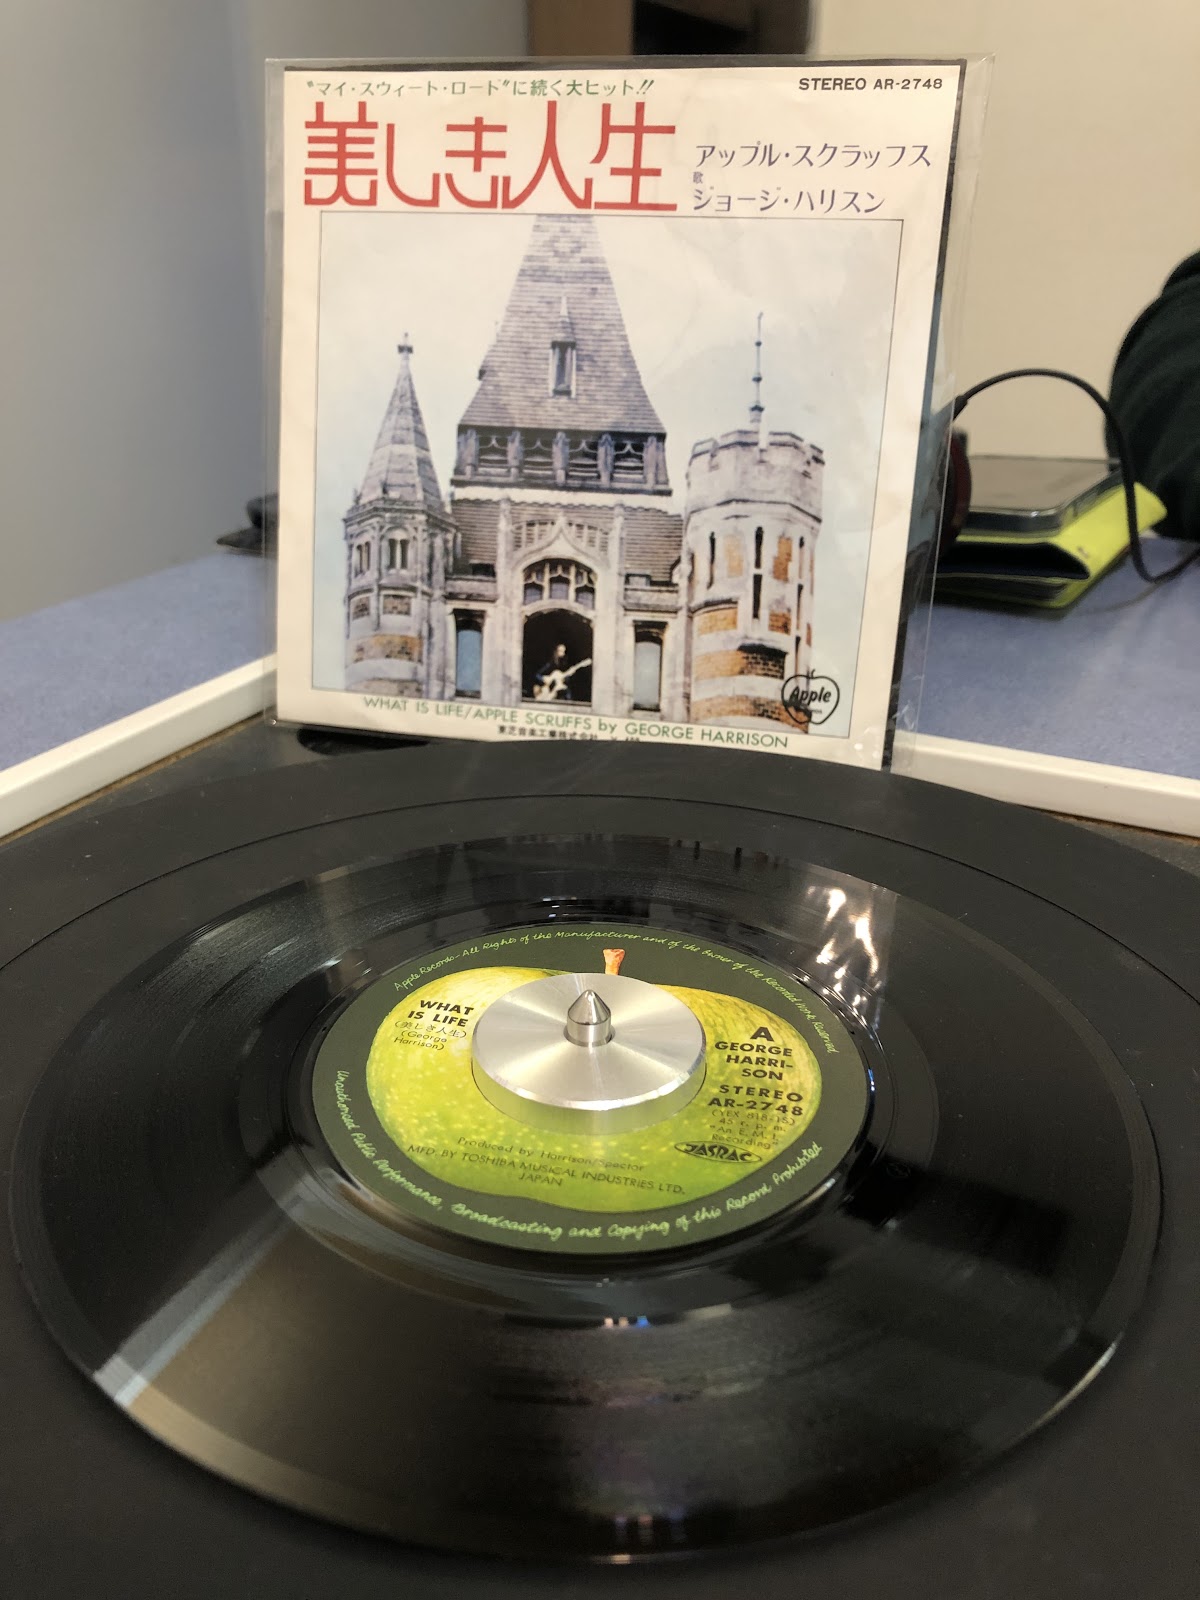 "マイ・スウィート・ロード"に続く大ヒット!!
STEREO AR-2748
美しき人生
アップル・スクラッフス
歌
ジョージ・ハリスン
Apple
WHAT IS LIFE/APPLE SCRUFFS by GEORGE HARRISON
東芝音楽工業株式会社
Apple Records–All Rights of the Manufacturer and of the Owner of the Recorded Work Reserved
WHAT
IS LIFE
(美しき人生)
(George
Harrison)
A
GEORGE
HARRI-
SON
STEREO
AR-2748
(YEX 818-1S)
45 r. p. m.
"An E. M. I.
Recording"
JASRAC
Produced by Harrison/Spector
MFD. BY TOSHIBA MUSICAL INDUSTRIES LTD.
JAPAN
Unauthorised Public Performance, Broadcasting and Copying of this Record Prohibited